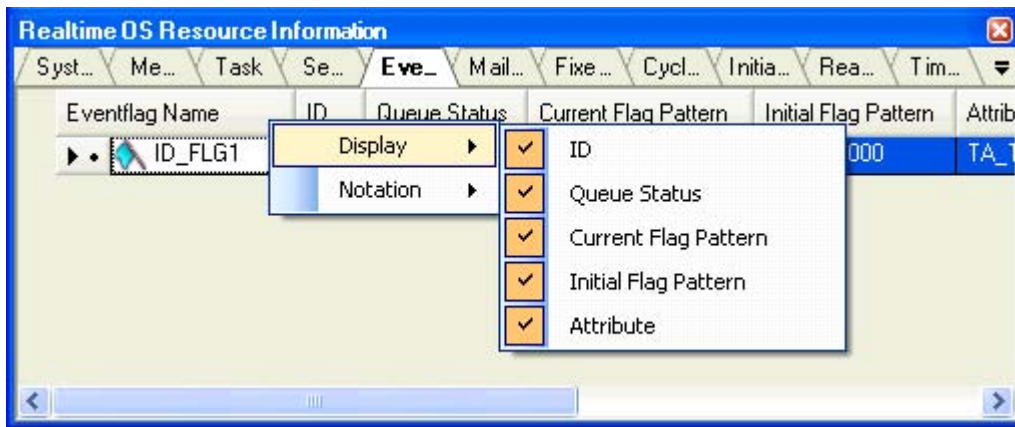 Realtime OS Resource Information
Syst... Me... Task Se... Eve... Mail... Fixe... Cycl... Initia... Rea... Tim...
Eventflag Name ID Queue Status Current Flag Pattern Initial Flag Pattern Attrib
ID_FLG1 000 TA_T
Display ID
Notation Queue Status
Current Flag Pattern
Initial Flag Pattern
Attribute